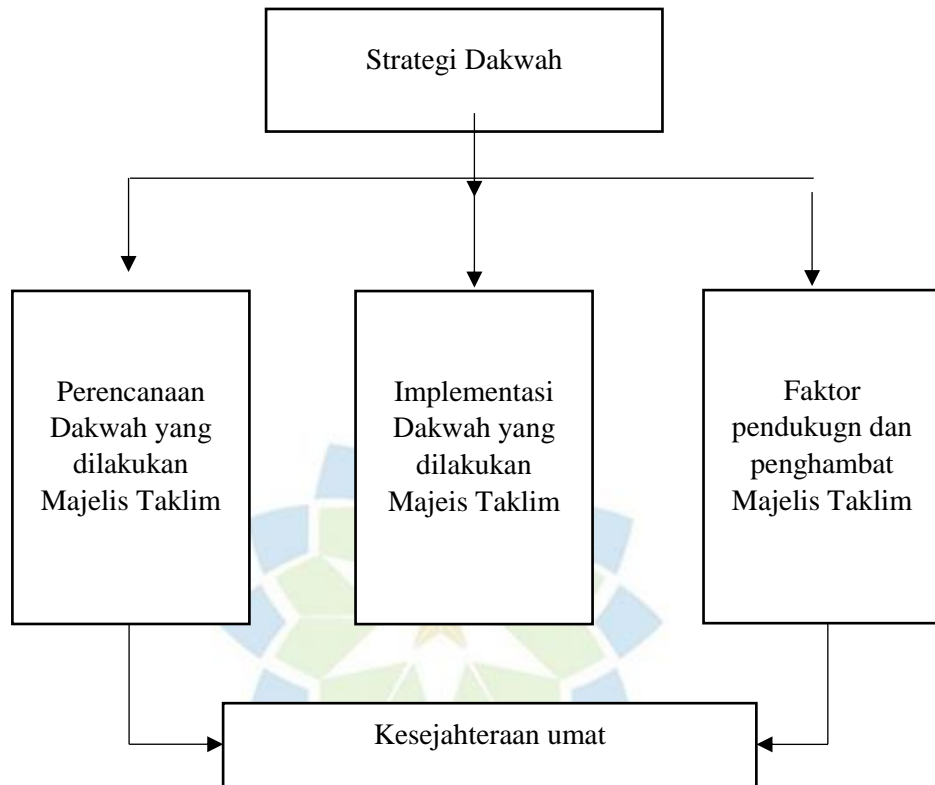 Strategi Dakwah
Perencanaan
Dakwah yang
dilakukan
Majelis Taklim
Implementasi
Dakwah yang
dilakukan
Majeis Taklim
Faktor
pendukugn dan
penghambat
Majelis Taklim
Kesejahteraan umat